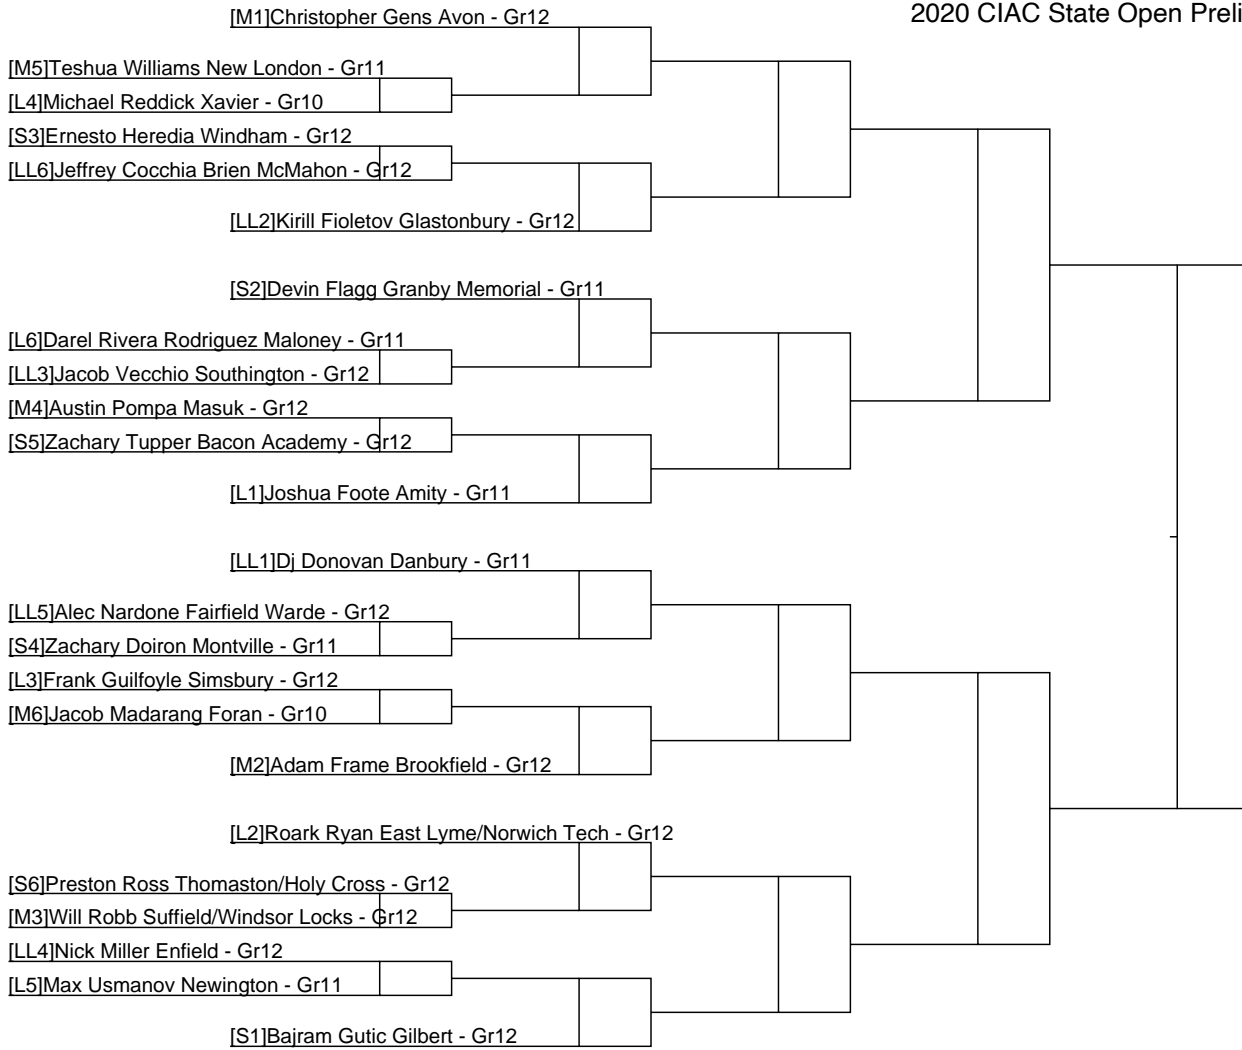 2020 CIAC State Open Preli
[M1]Christopher Gens Avon - Gr12
[M5]Teshua Williams New London - Gr11
[L4]Michael Reddick Xavier - Gr10
[S3]Ernesto Heredia Windham - Gr12
[LL6]Jeffrey Cocchia Brien McMahon - Gr12
[LL2]Kirill Fioletov Glastonbury - Gr12
[S2]Devin Flagg Granby Memorial - Gr11
[L6]Darel Rivera Rodriguez Maloney - Gr11
[LL3]Jacob Vecchio Southington - Gr12
[M4]Austin Pompa Masuk - Gr12
[S5]Zachary Tupper Bacon Academy - Gr12
[L1]Joshua Foote Amity - Gr11
[LL1]Dj Donovan Danbury - Gr11
[LL5]Alec Nardone Fairfield Warde - Gr12
[S4]Zachary Doiron Montville - Gr11
[L3]Frank Guilfoyle Simsbury - Gr12
[M6]Jacob Madarang Foran - Gr10
[M2]Adam Frame Brookfield - Gr12
[L2]Roark Ryan East Lyme/Norwich Tech - Gr12
[S6]Preston Ross Thomaston/Holy Cross - Gr12
[M3]Will Robb Suffield/Windsor Locks - Gr12
[LL4]Nick Miller Enfield - Gr12
[L5]Max Usmanov Newington - Gr11
[S1]Bajram Gutic Gilbert - Gr12